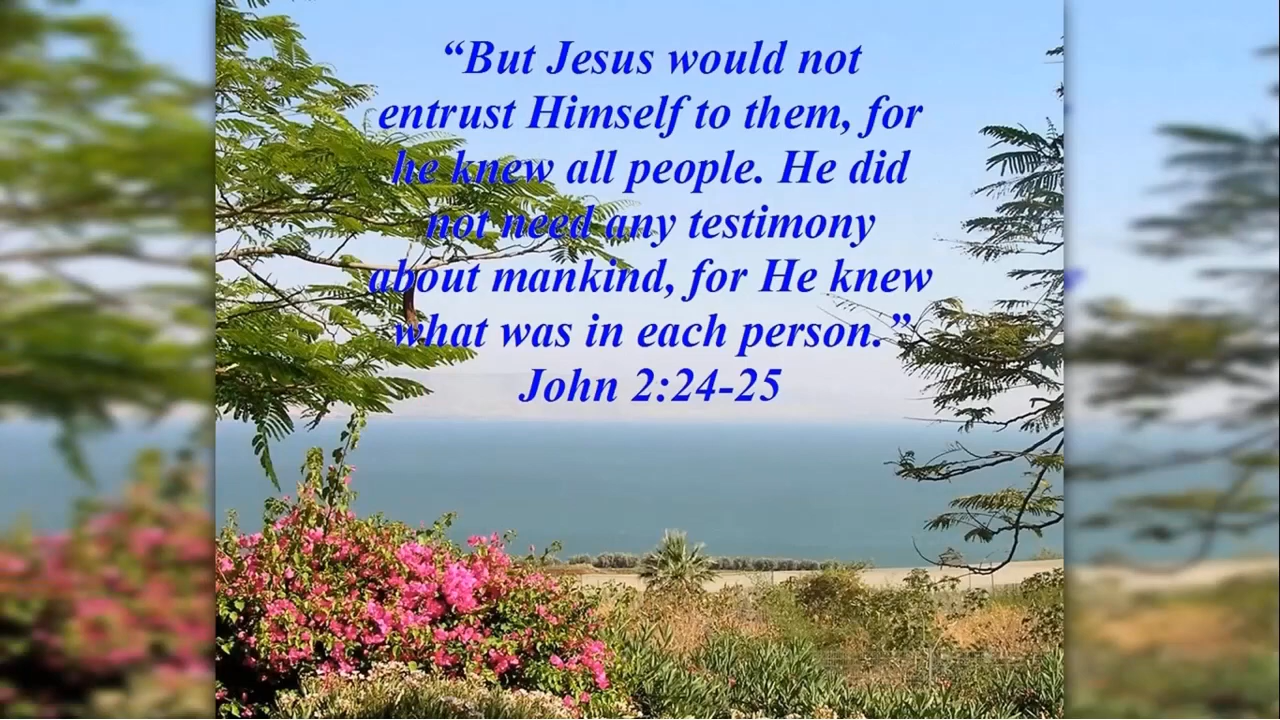 “But Jesus would not
entrust Himself to them, for
he knew all people. He did
not need any testimony
about mankind, for He knew
what was in each person.”
John 2:24-25